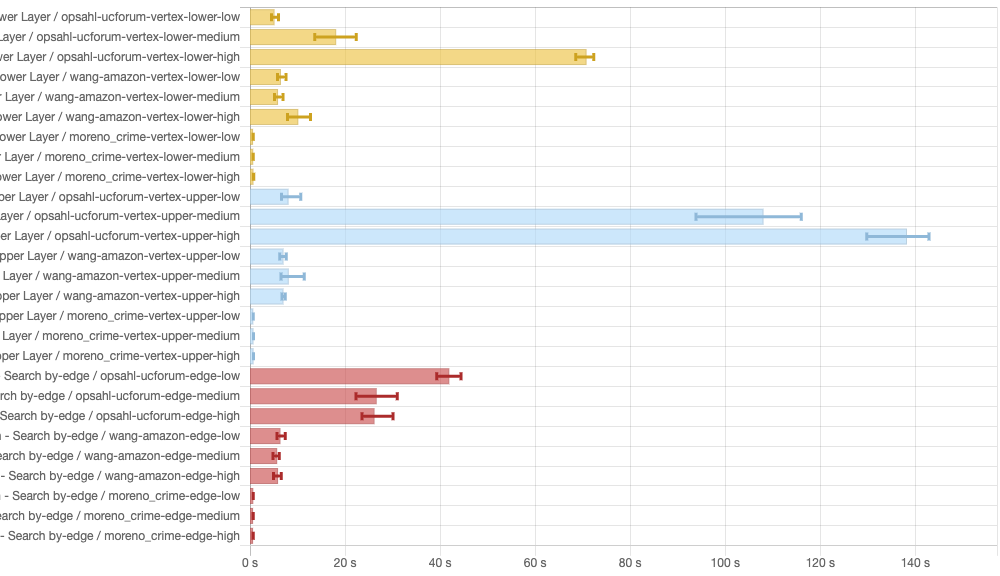 wer Layer / opsahl-ucforum-vertex-lower-low
Layer / opsahl-ucforum-vertex-lower-medium
ver Layer / opsahl-ucforum-vertex-lower-high
ower Layer / wang-amazon-vertex-lower-low
r Layer / wang-amazon-vertex-lower-medium
ower Layer / wang-amazon-vertex-lower-high
ower Layer / moreno_crime-vertex-lower-low
r Layer / moreno_crime-vertex-lower-medium
ower Layer / moreno_crime-vertex-lower-high
per Layer / opsahl-ucforum-vertex-upper-low
ayer / opsahl-ucforum-vertex-upper-medium
er Layer / opsahl-ucforum-vertex-upper-high
pper Layer / wang-amazon-vertex-upper-low
Layer / wang-amazon-vertex-upper-medium
pper Layer / wang-amazon-vertex-upper-high
pper Layer / moreno_crime-vertex-upper-low
Layer / moreno_crime-vertex-upper-medium
pper Layer / moreno_crime-vertex-upper-high
- Search by-edge / opsahl-ucforum-edge-low
rch by-edge / opsahl-ucforum-edge-medium
Search by-edge / opsahl-ucforum-edge-high
- Search by-edge / wang-amazon-edge-low
earch by-edge / wang-amazon-edge-medium
- Search by-edge / wang-amazon-edge-high
- Search by-edge / moreno_crime-edge-low
earch by-edge / moreno_crime-edge-medium
- Search by-edge / moreno_crime-edge-high
0 s 20 s 40 s 60 s 80 s 100 s 120 s 140 s